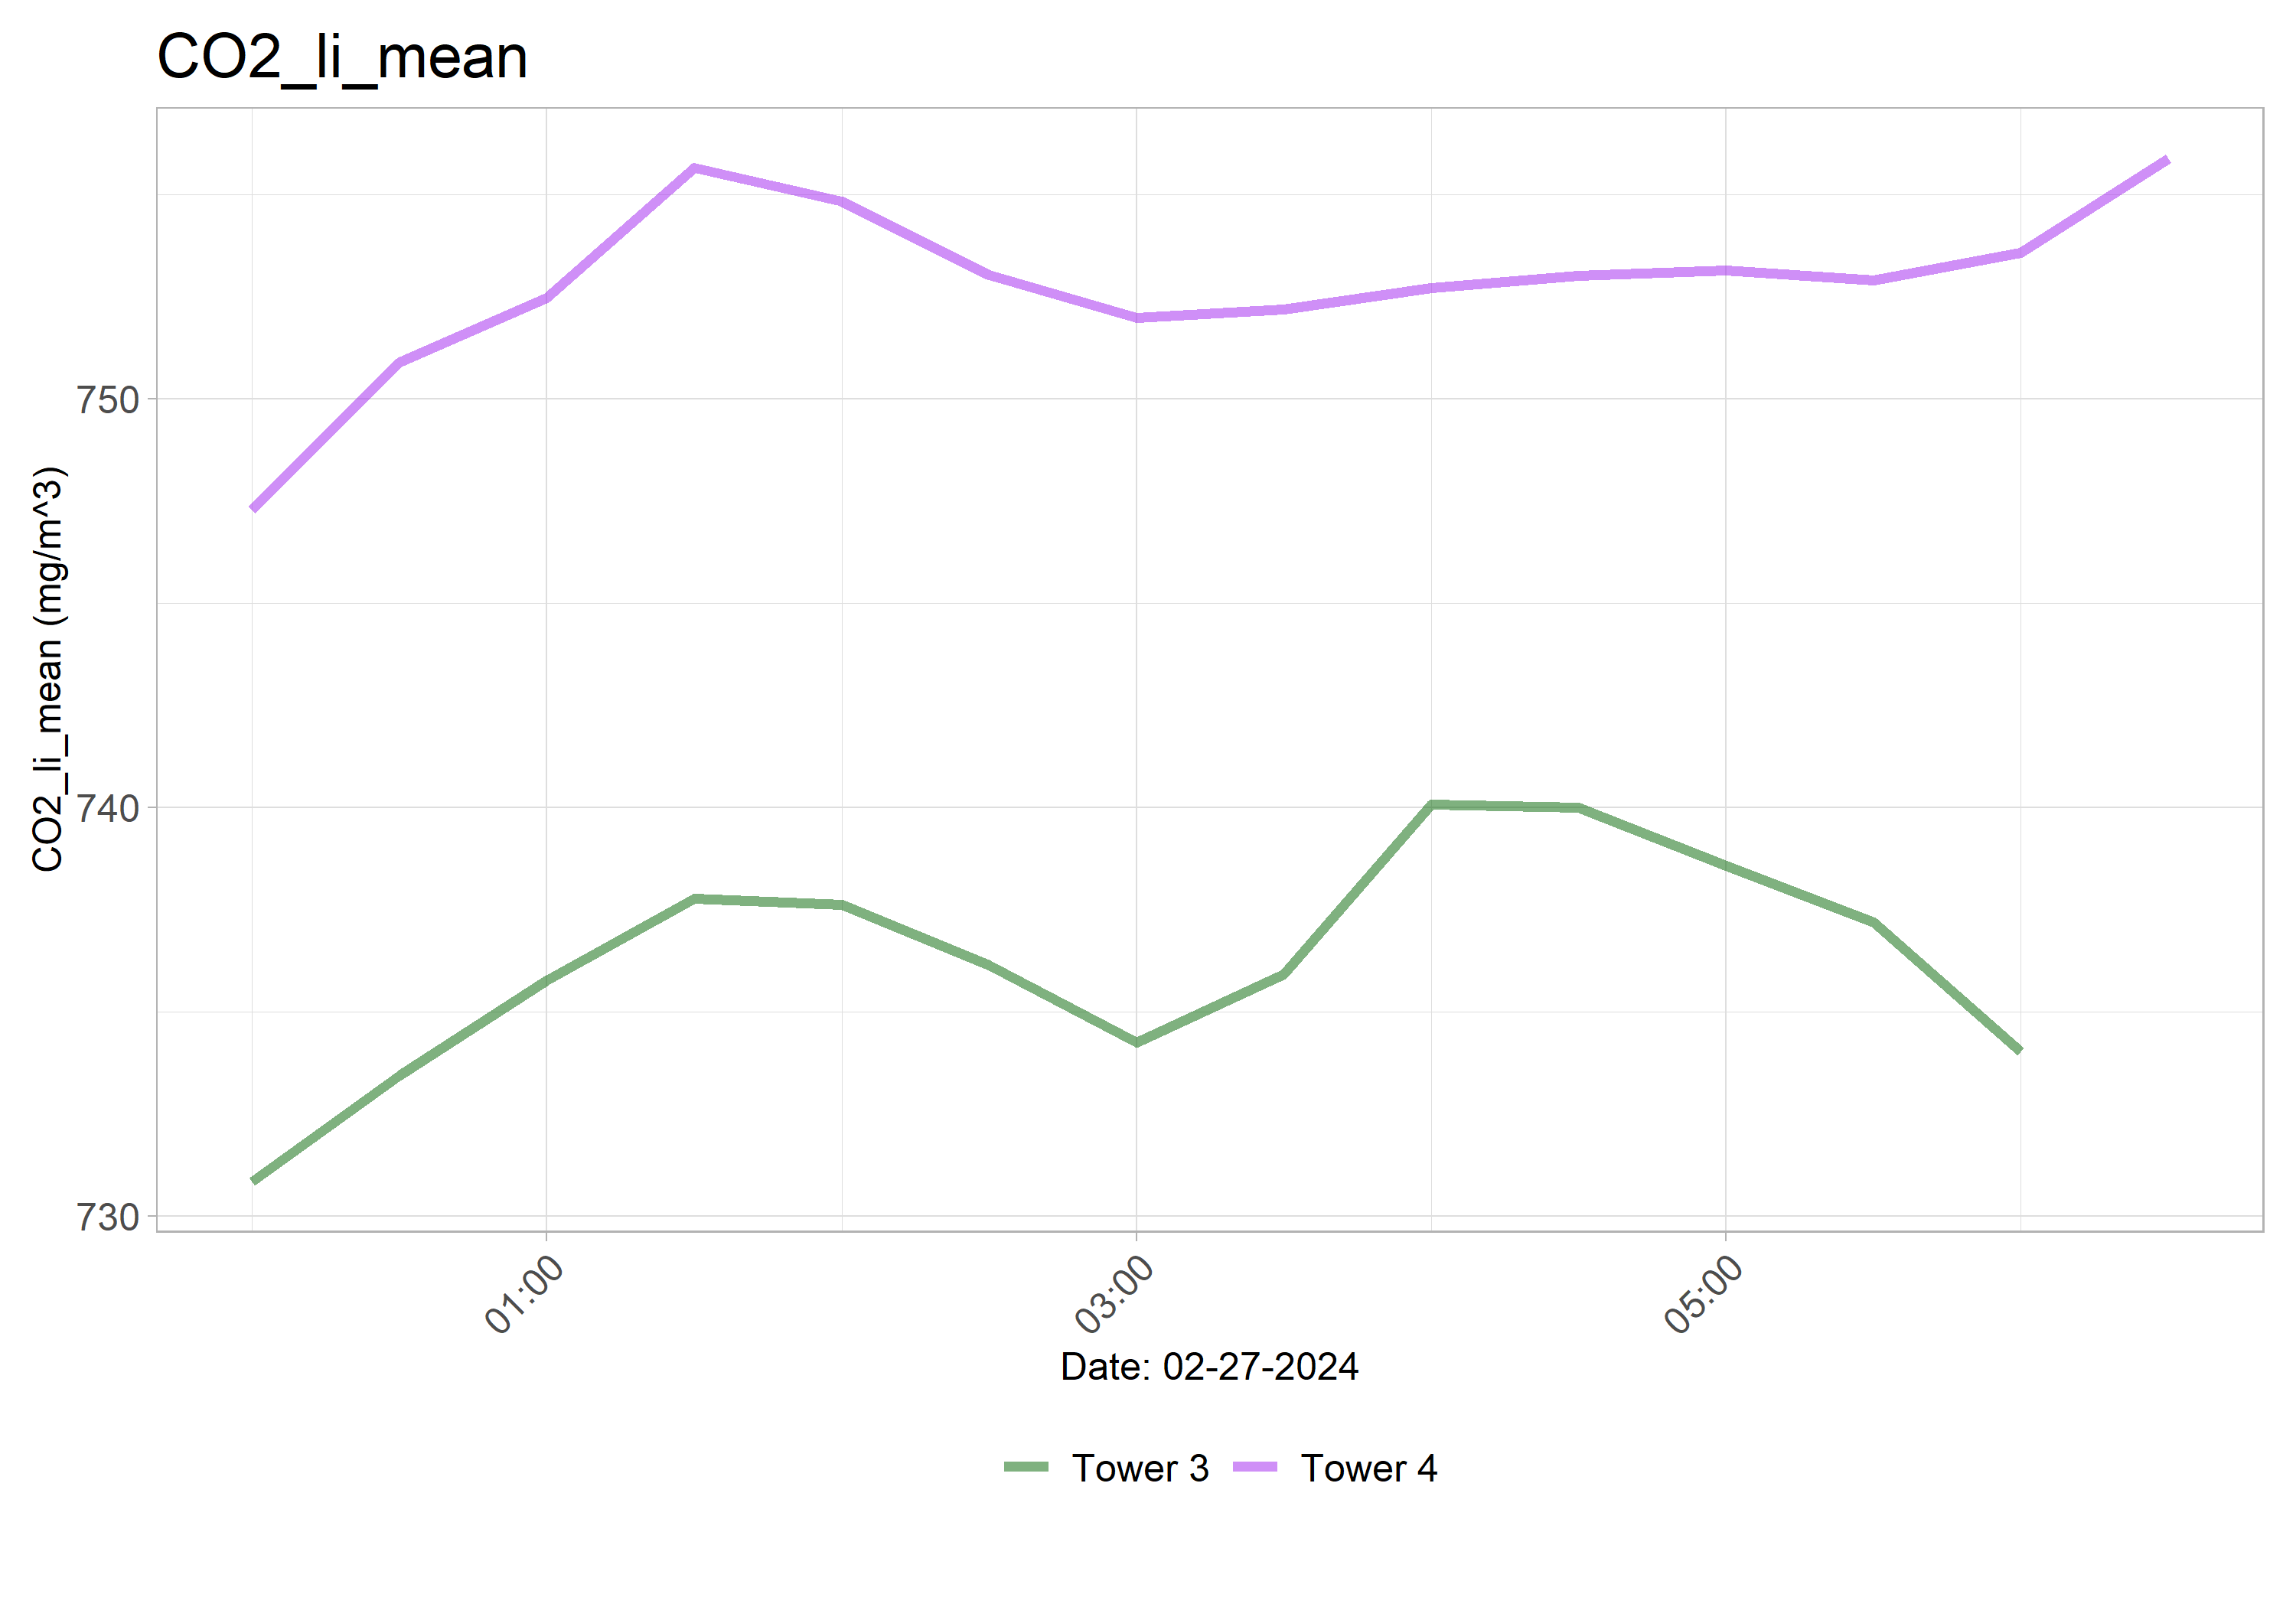 CO2_li_mean
CO2_li_mean (mg/m^3)
750
740
730
01:00
03:00
05:00
Date: 02-27-2024
Tower 3
Tower 4